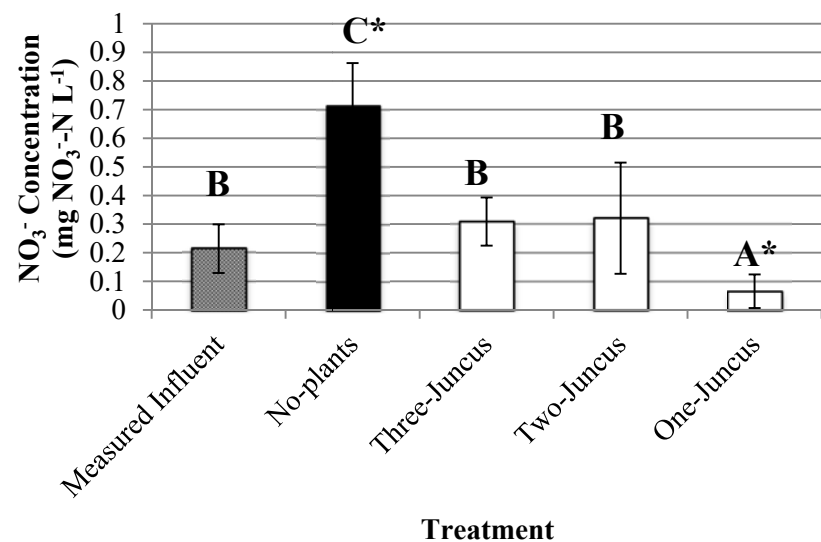 NO₃⁻ Concentration
(mg NO₃⁻-N L⁻¹)
1
0.9
0.8
0.7
0.6
0.5
0.4
0.3
0.2
0.1
0
B
C*
B
B
A*
Measured Influent
No-plants
Three-Juncus
Two-Juncus
One-Juncus
Treatment